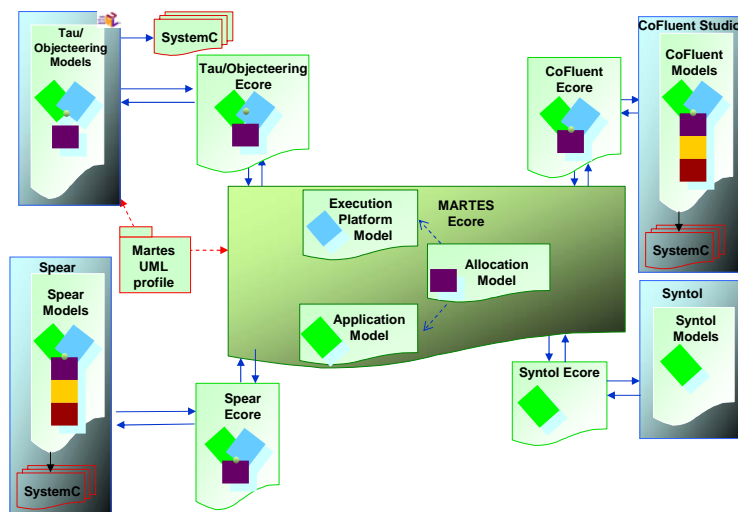 Tau/
Objecteering
Models
SystemC
Tau/Objecteering
Ecore
CoFluent
Ecore
CoFluent Studio
CoFluent
Models
SystemC
Martes
UML
profile
MARTES
Ecore
Execution
Platform
Model
Allocation
Model
Application
Model
Spear
Spear
Models
SystemC
Spear
Ecore
Syntol Ecore
Syntol
Syntol
Models